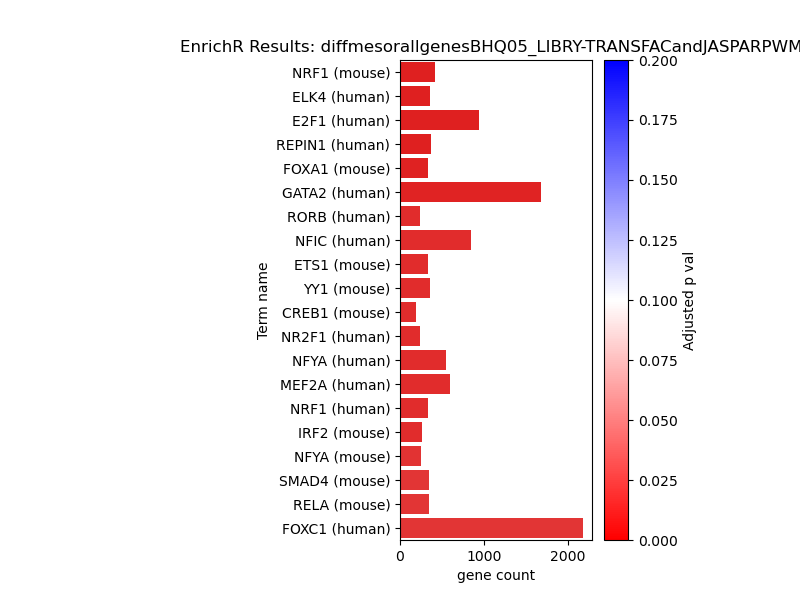 EnrichR Results: diffmesorallgenesBHQ05_LIBRY-TRANSFACandJASPARPWM
NRF1 (mouse)
ELK4 (human)
E2F1 (human)
REPIN1 (human)
FOXA1 (mouse)
GATA2 (human)
RORB (human)
NFIC (human)
ETS1 (mouse)
YY1 (mouse)
CREB1 (mouse)
NR2F1 (human)
NFYA (human)
MEF2A (human)
NRF1 (human)
IRF2 (mouse)
NFYA (mouse)
SMAD4 (mouse)
RELA (mouse)
FOXC1 (human)
Term name
0 1000 2000
gene count
0.200
0.175
0.150
0.125
0.100
0.075
0.050
0.025
0.000
Adjusted p val